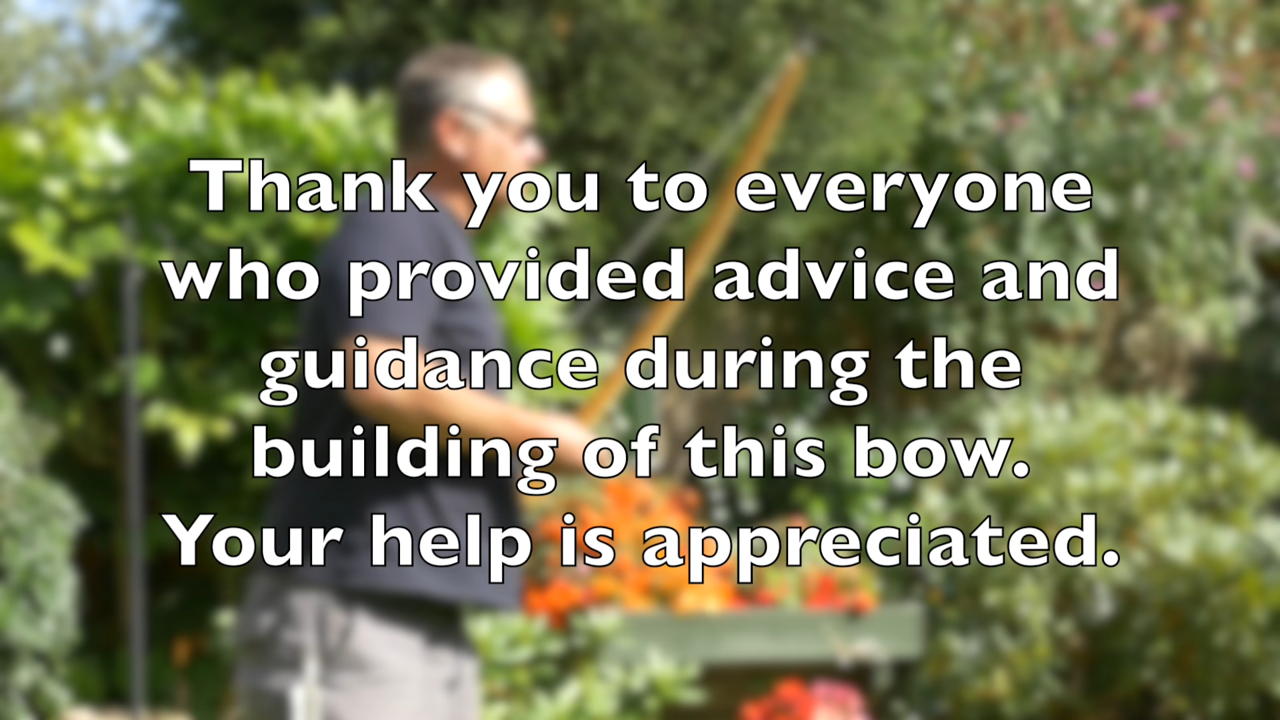 Thank you to everyone
who provided advice and
guidance during the
building of this bow.
Your help is appreciated.